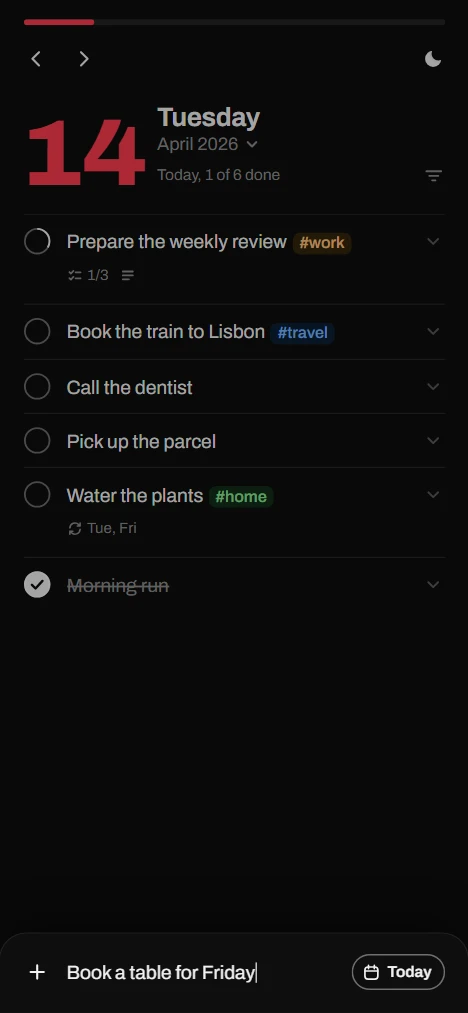 14
Tuesday
April 2026
Today, 1 of 6 done
Prepare the weekly review #work
1/3
Book the train to Lisbon #travel
Call the dentist
Pick up the parcel
Water the plants #home
Tue, Fri
Morning run
Book a table for Friday
Today